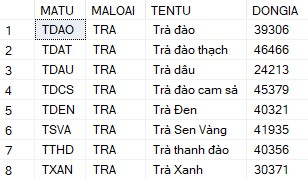 MATU MALOAI TENTU DONGIA
1 TDAO TRA Trà đào 39306
2 TDAT TRA Trà đào thạch 46466
3 TDAU TRA Trà dâu 24213
4 TDCS TRA Trà đào cam sả 45379
5 TDEN TRA Trà Đen 40321
6 TSVA TRA Trà Sen Vàng 41935
7 TTHD TRA Trà thanh đào 40356
8 TXAN TRA Trà Xanh 30371